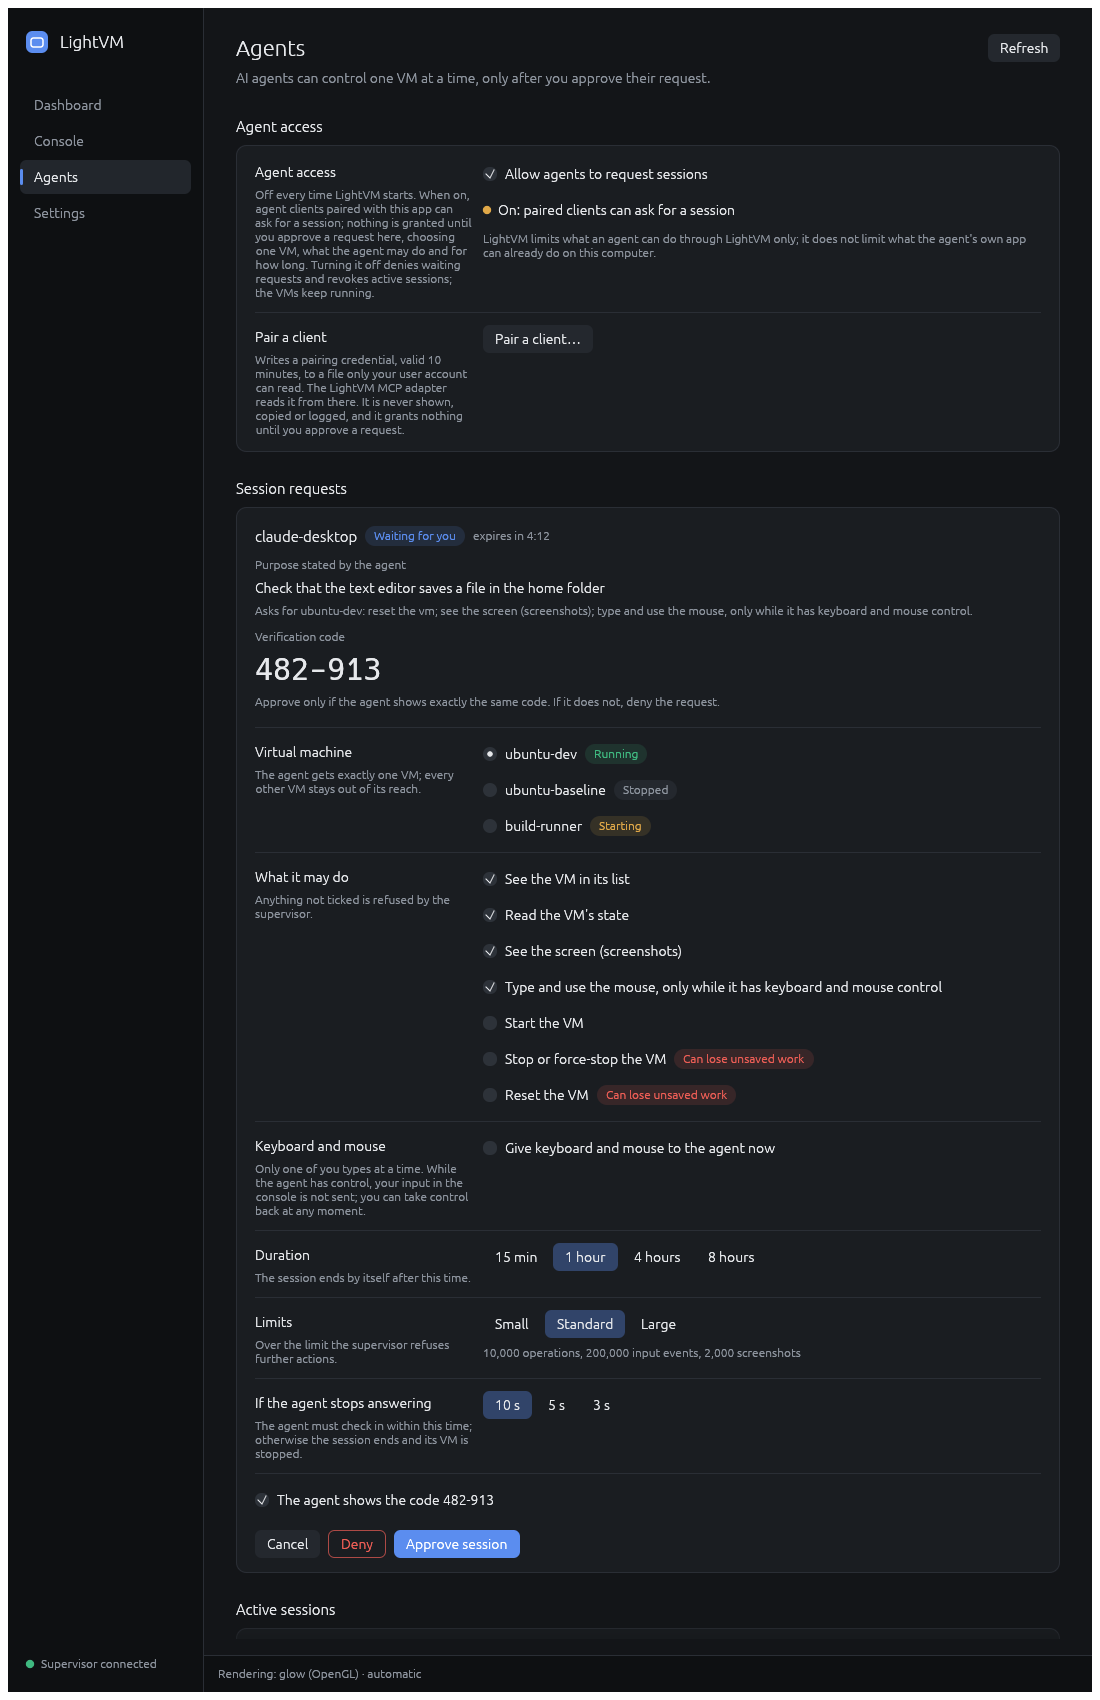 LightVM
Dashboard
Console
Agents
Settings
Supervisor connected
Agents
Refresh
AI agents can control one VM at a time, only after you approve their request.
Agent access
Agent access
Off every time LightVM starts. When on,
agent clients paired with this app can
ask for a session; nothing is granted until
you approve a request here, choosing
one VM, what the agent may do and for
how long. Turning it off denies waiting
requests and revokes active sessions;
the VMs keep running.
Allow agents to request sessions
On: paired clients can ask for a session
LightVM limits what an agent can do through LightVM only; it does not limit what the agent's own app
can already do on this computer.
Pair a client
Writes a pairing credential, valid 10
minutes, to a file only your user account
can read. The LightVM MCP adapter
reads it from there. It is never shown,
copied or logged, and it grants nothing
until you approve a request.
Pair a client...
Session requests
claude-desktop Waiting for you expires in 4:12
Purpose stated by the agent
Check that the text editor saves a file in the home folder
Asks for ubuntu-dev: reset the vm; see the screen (screenshots); type and use the mouse, only while it has keyboard and mouse control.
Verification code
482-913
Approve only if the agent shows exactly the same code. If it does not, deny the request.
Virtual machine
The agent gets exactly one VM; every
other VM stays out of its reach.
ubuntu-dev Running
ubuntu-baseline Stopped
build-runner Starting
What it may do
Anything not ticked is refused by the
supervisor.
See the VM in its list
Read the VM's state
See the screen (screenshots)
Type and use the mouse, only while it has keyboard and mouse control
Start the VM
Stop or force-stop the VM Can lose unsaved work
Reset the VM Can lose unsaved work
Keyboard and mouse
Only one of you types at a time. While
the agent has control, your input in the
console is not sent; you can take control
back at any moment.
Give keyboard and mouse to the agent now
Duration
The session ends by itself after this time.
15 min 1 hour 4 hours 8 hours
Limits
Over the limit the supervisor refuses
further actions.
Small Standard Large
10,000 operations, 200,000 input events, 2,000 screenshots
If the agent stops answering
The agent must check in within this time;
otherwise the session ends and its VM is
stopped.
10 s 5 s 3 s
The agent shows the code 482-913
Cancel Deny Approve session
Active sessions
Rendering: glow (OpenGL) · automatic